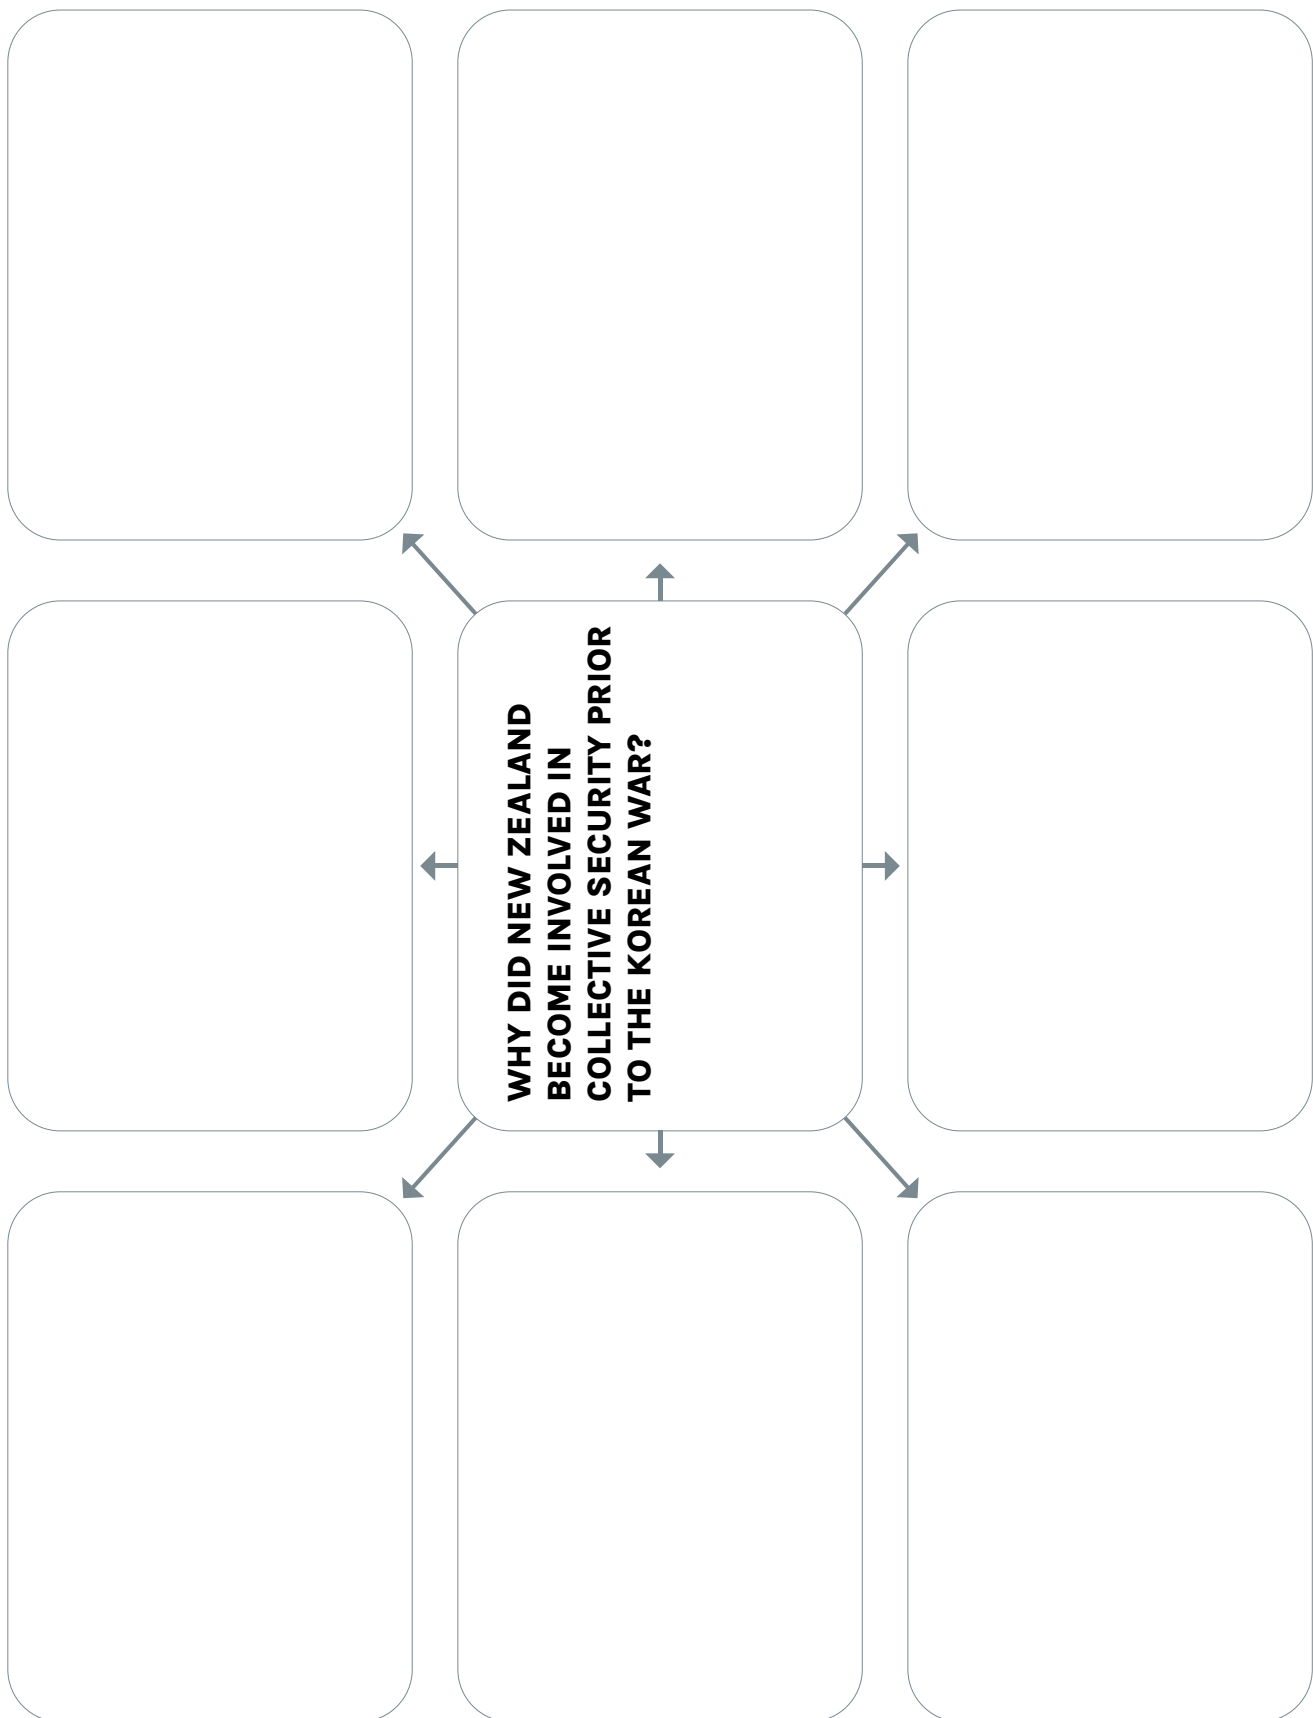 WHY DID NEW ZEALAND
BECOME INVOLVED IN
COLLECTIVE SECURITY PRIOR
TO THE KOREAN WAR?